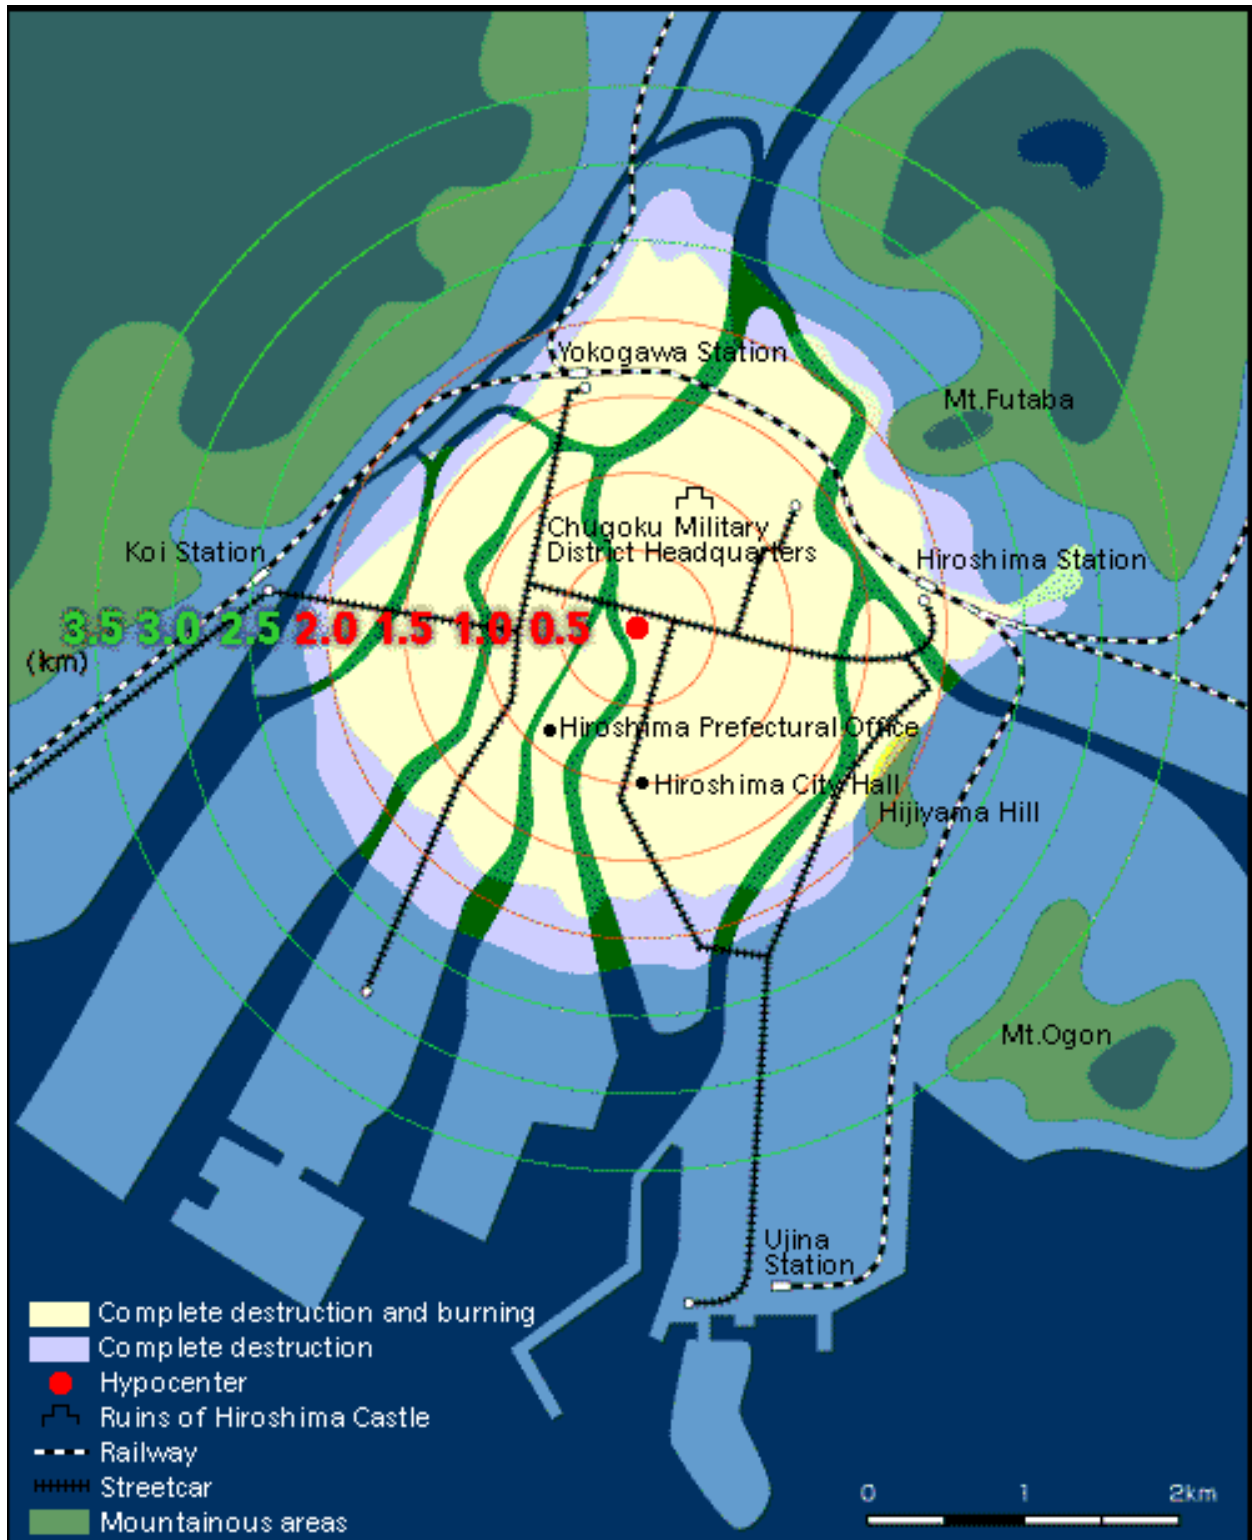 Yokogawa Station
Mt.Futaba
Chugoku Military
District Headquarters
Koi Station
Hiroshima Station
3.5 3.0 2.5 2.0 1.5 1.0 0.5
(km)
Hiroshima Prefectural Office
Hiroshima City Hall
Hijiyama Hill
Mt.Ogon
Ujina
Station
Complete destruction and burning
Complete destruction
Hypocenter
Ruins of Hiroshima Castle
Railway
Streetcar
Mountainous areas
0 1 2km